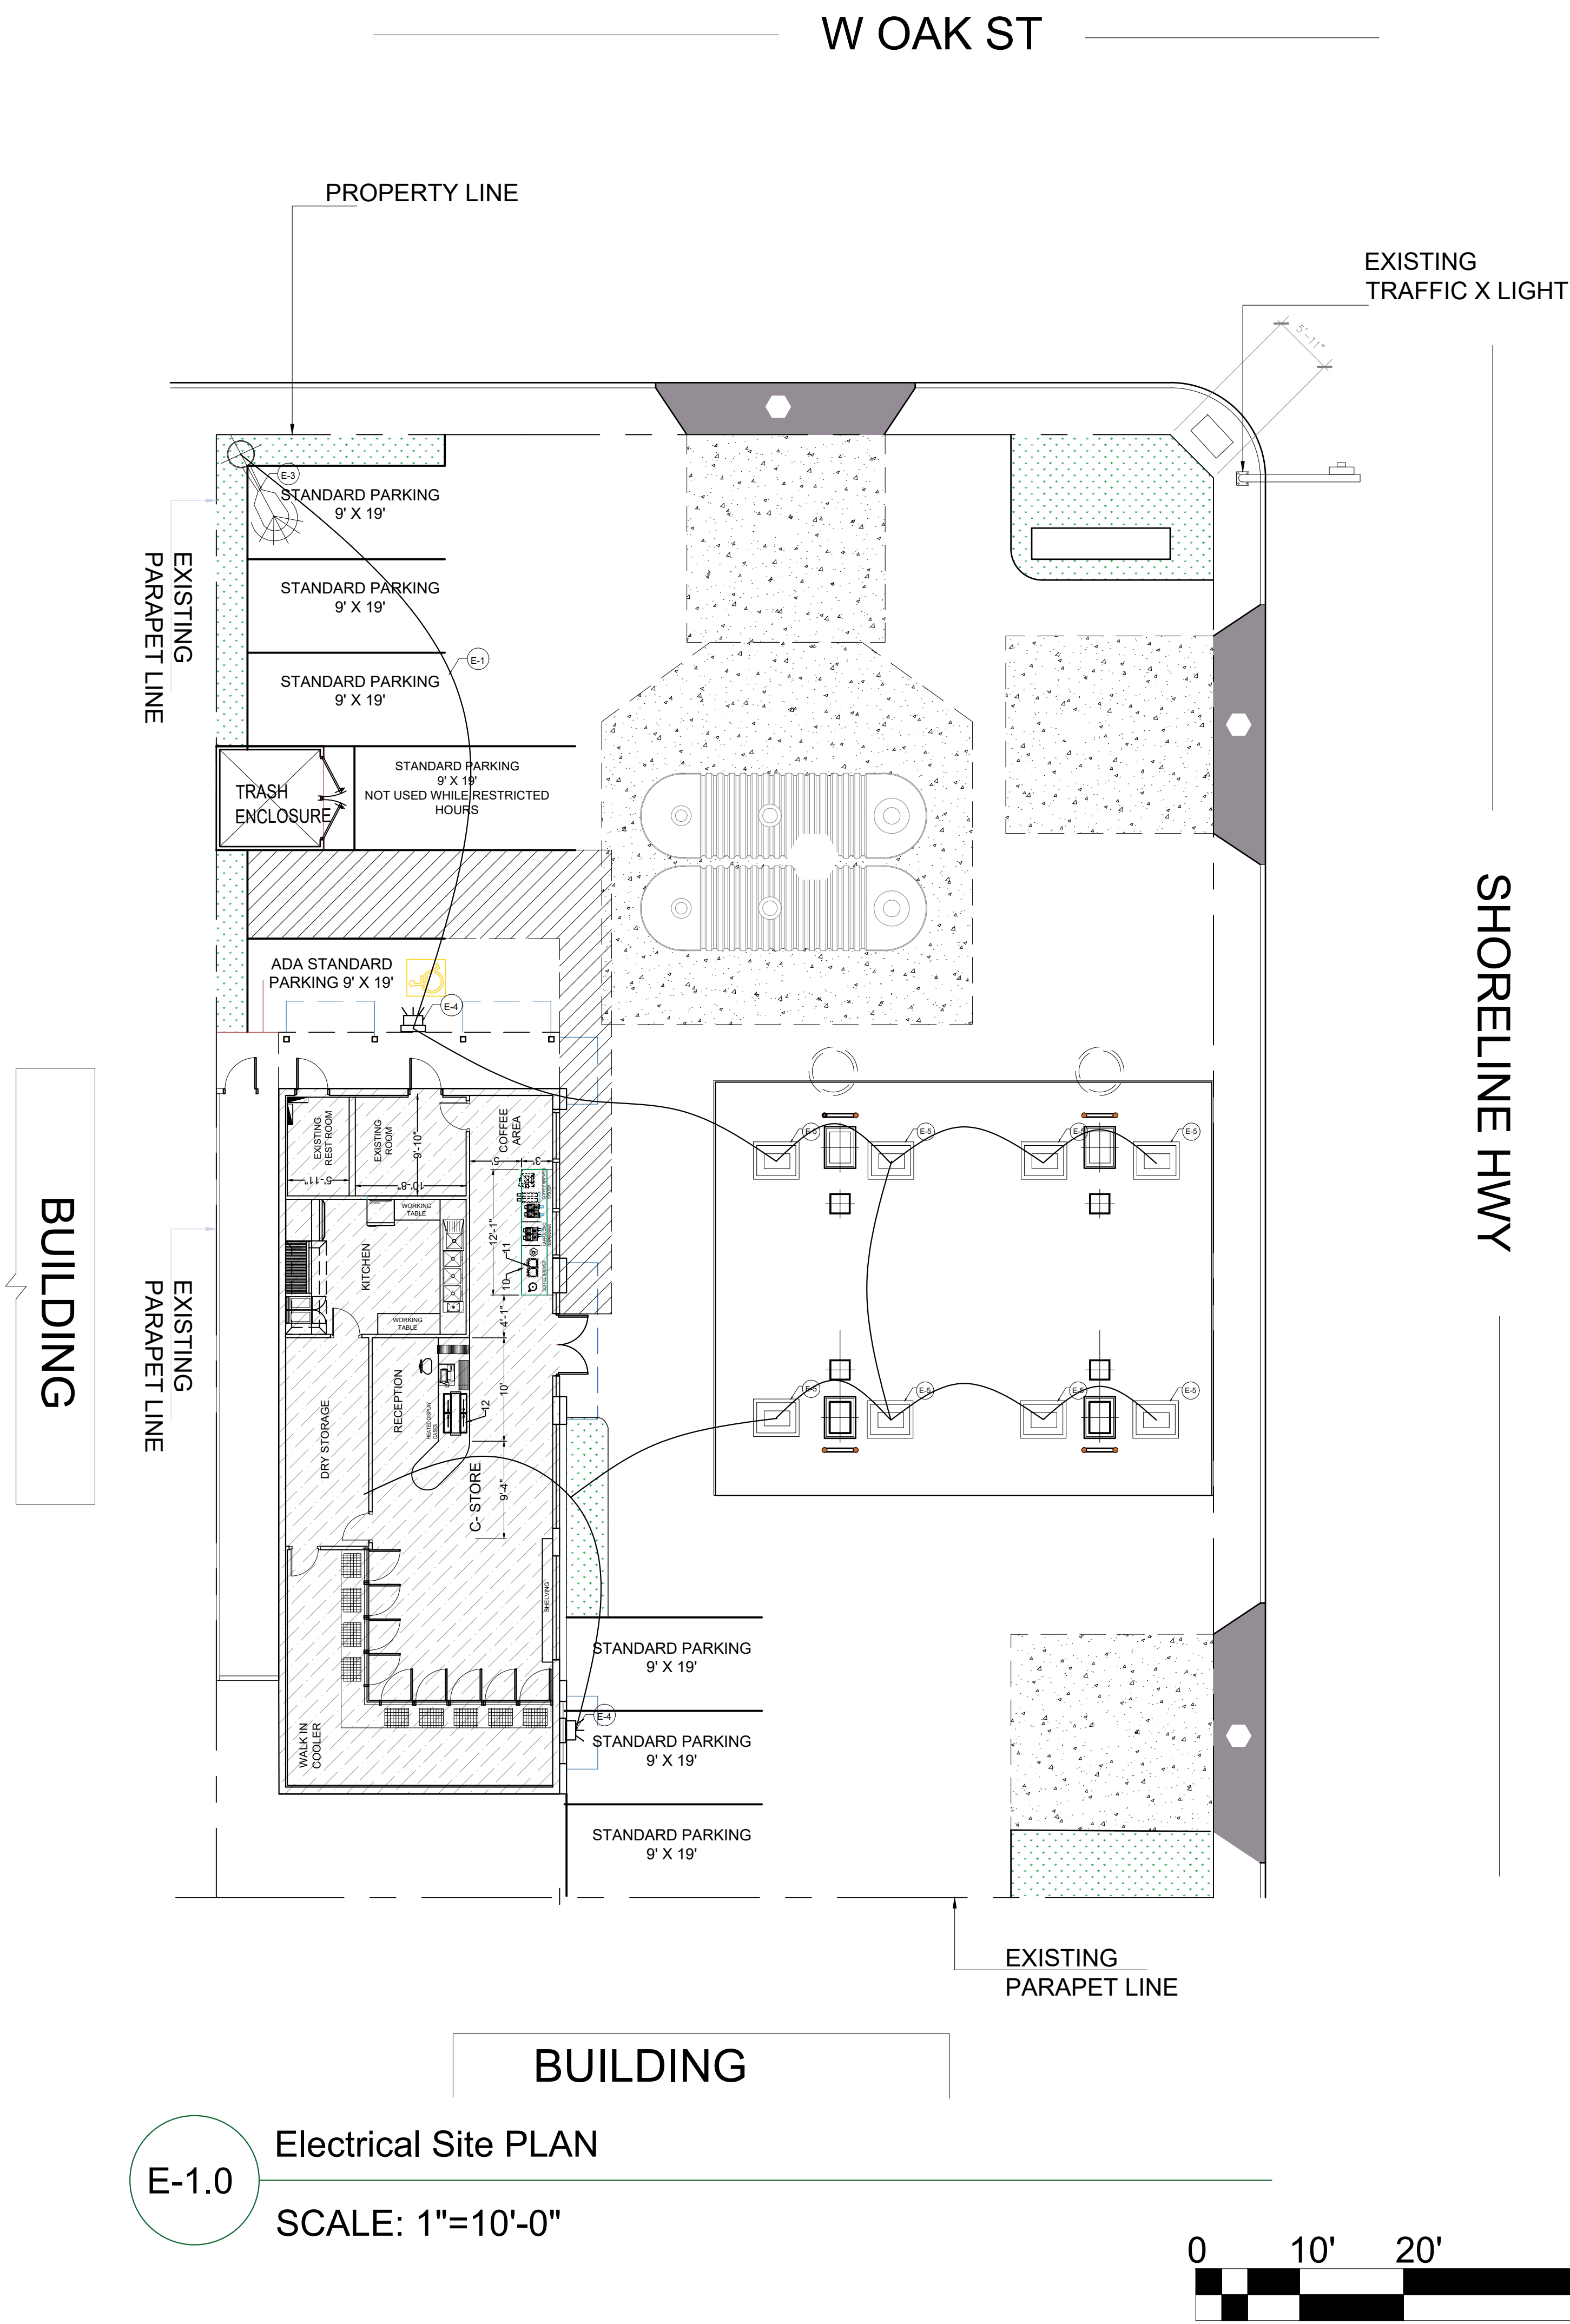 W OAK ST
PROPERTY LINE
EXISTING
TRAFFIC X LIGHT
5'-11"
E-3
STANDARD PARKING
9' X 19'
EXISTING
PARAPET LINE
STANDARD PARKING
9' X 19'
E-1
STANDARD PARKING
9' X 19'
STANDARD PARKING
9' X 19'
NOT USED WHILE RESTRICTED
HOURS
TRASH
ENCLOSURE
SHORELINE HWY
ADA STANDARD
PARKING 9' X 19'
E-4
EXISTING
REST ROOM
5'-11"
EXISTING
ROOM
9'-10"
10'-8"
COFFEE
AREA
5'
3'
E-5
E-5
E-5
E-5
WORKING
TABLE
KITCHEN
12'-1"
11
10
BUILDING
EXISTING
PARAPET LINE
WORKING
TABLE
4'-1"
RECEPTION
HEATED DISPLAY
CASES
12
10'
E-5
E-5
E-5
E-5
DRY STORAGE
C- STORE
9'-4"
SHELVING
STANDARD PARKING
9' X 19'
WALK IN
COOLER
E-4
STANDARD PARKING
9' X 19'
STANDARD PARKING
9' X 19'
EXISTING
PARAPET LINE
BUILDING
E-1.0
Electrical Site PLAN
SCALE: 1"=10'-0"
0 10' 20'